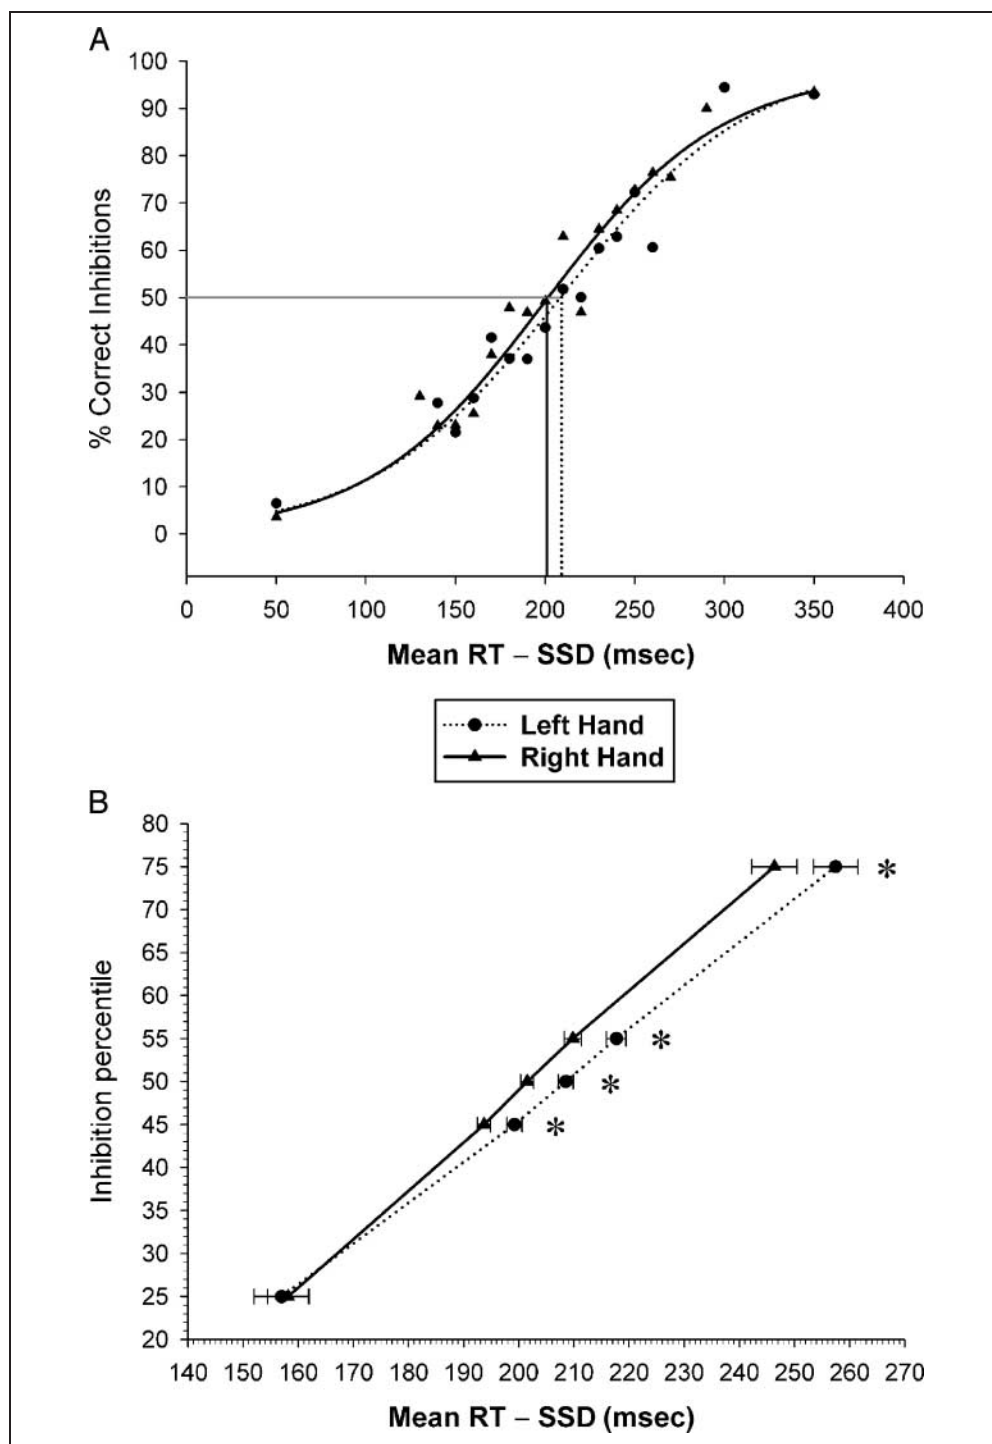 A
100
90
80
70
60
50
40
30
20
10
0
% Correct Inhibitions
0 50 100 150 200 250 300 350 400
Mean RT – SSD (msec)
Left Hand
Right Hand
B
80
75
70
65
60
55
50
45
40
35
30
25
20
Inhibition percentile
*
*
*
*
140 150 160 170 180 190 200 210 220 230 240 250 260 270
Mean RT – SSD (msec)